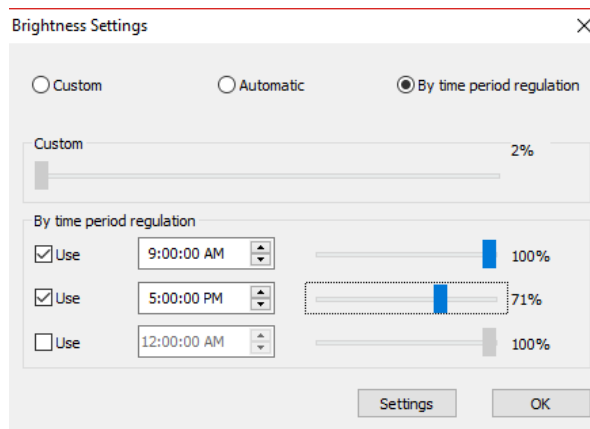 Brightness Settings
Custom Automatic By time period regulation
Custom
2%
By time period regulation
Use 9:00:00 AM 100%
Use 5:00:00 PM 71%
Use 12:00:00 AM 100%
Settings OK